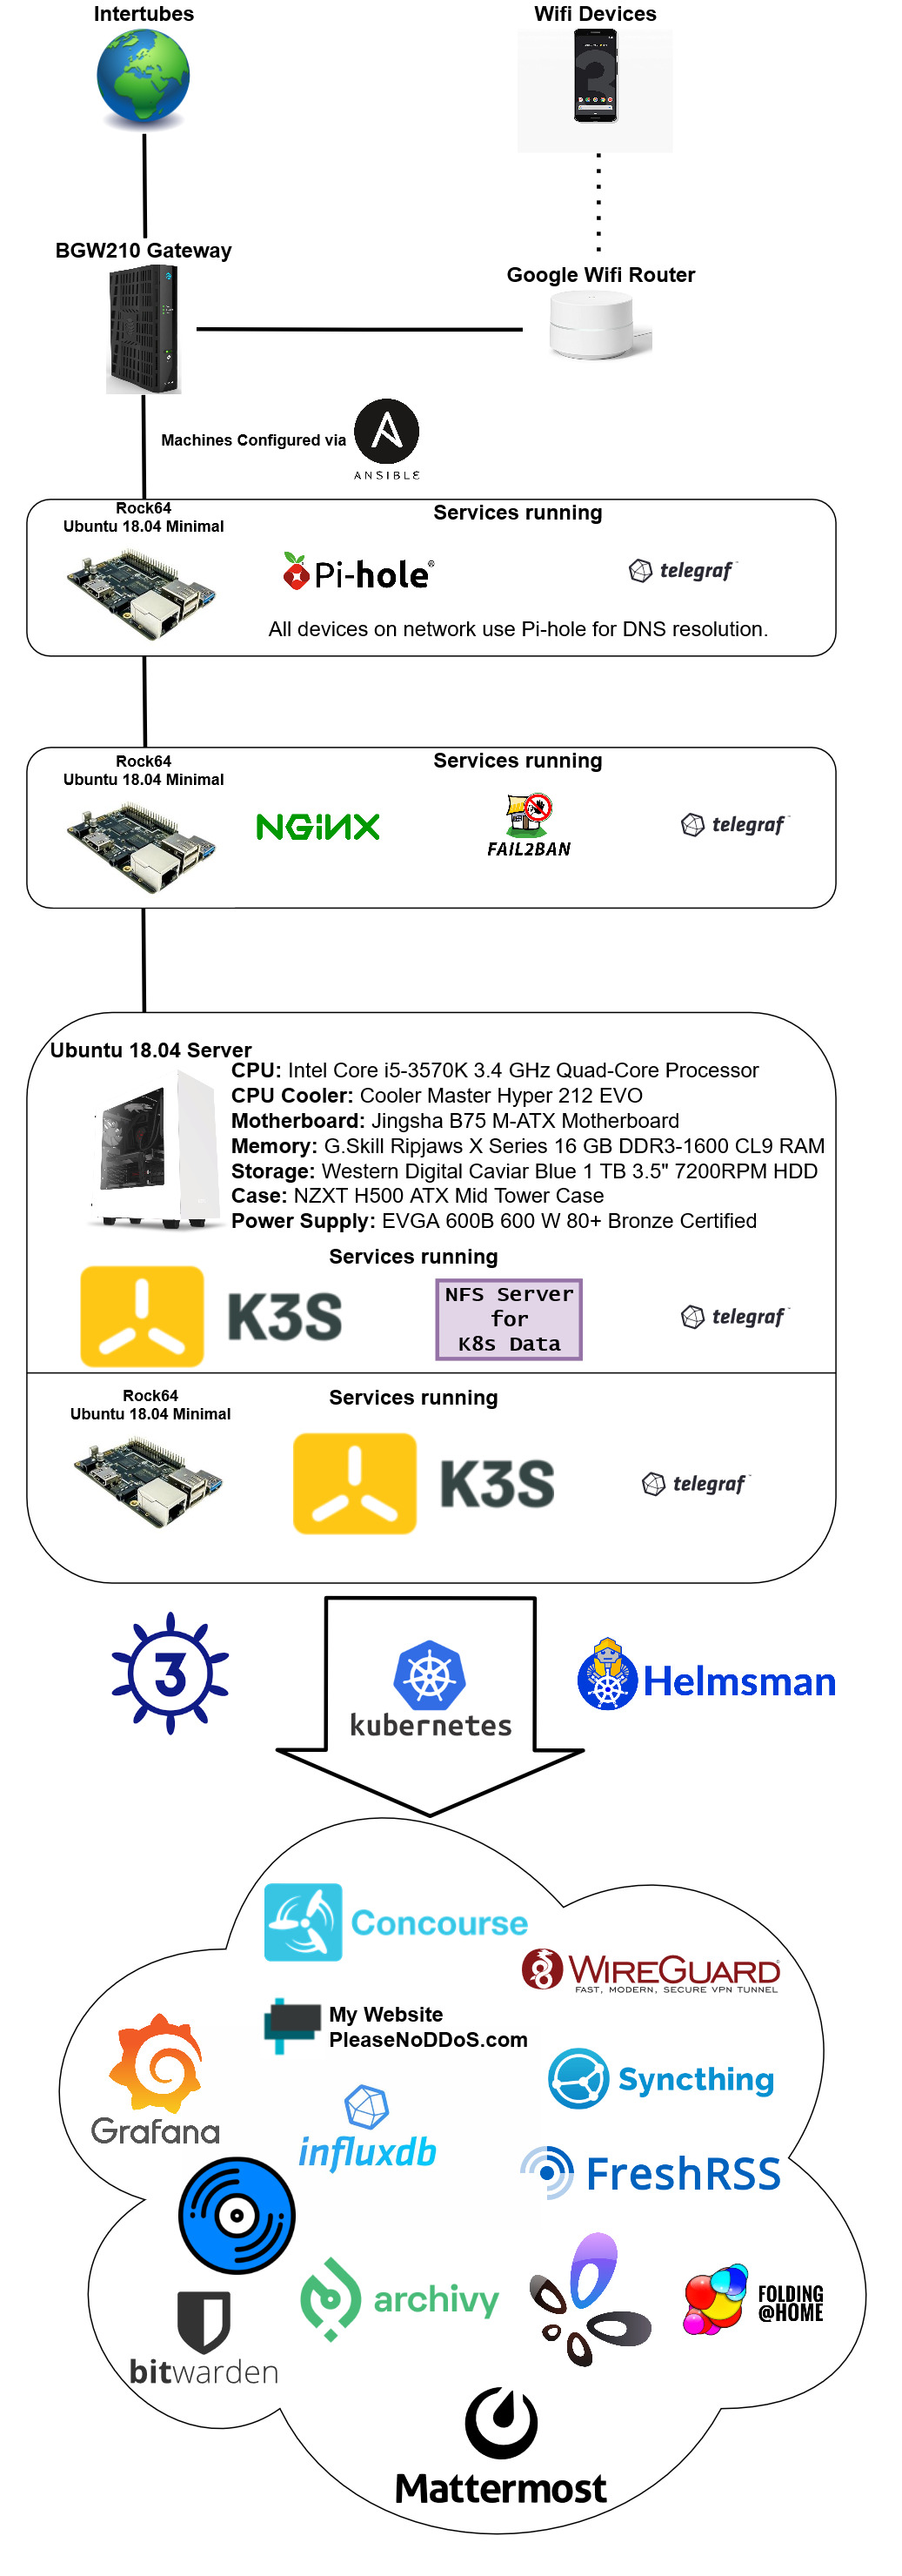 Intertubes
Wifi Devices
BGW210 Gateway
Google Wifi Router
Machines Configured via
ANSIBLE
Rock64
Ubuntu 18.04 Minimal
Services running
Pi-hole®
telegraf
All devices on network use Pi-hole for DNS resolution.
Rock64
Ubuntu 18.04 Minimal
Services running
NGINX
FAIL2BAN
telegraf
Ubuntu 18.04 Server
CPU: Intel Core i5-3570K 3.4 GHz Quad-Core Processor
CPU Cooler: Cooler Master Hyper 212 EVO
Motherboard: Jingsha B75 M-ATX Motherboard
Memory: G.Skill Ripjaws X Series 16 GB DDR3-1600 CL9 RAM
Storage: Western Digital Caviar Blue 1 TB 3.5" 7200RPM HDD
Case: NZXT H500 ATX Mid Tower Case
Power Supply: EVGA 600B 600 W 80+ Bronze Certified
Services running
K3S
NFS Server
for
K8s Data
telegraf
Rock64
Ubuntu 18.04 Minimal
Services running
K3S
telegraf
3
kubernetes
Helmsman
Concourse
WIREGUARD
FAST, MODERN, SECURE VPN TUNNEL
My Website
PleaseNoDDoS.com
Grafana
Syncthing
influxdb
FreshRSS
archivy
FOLDING
@HOME
bitwarden
Mattermost